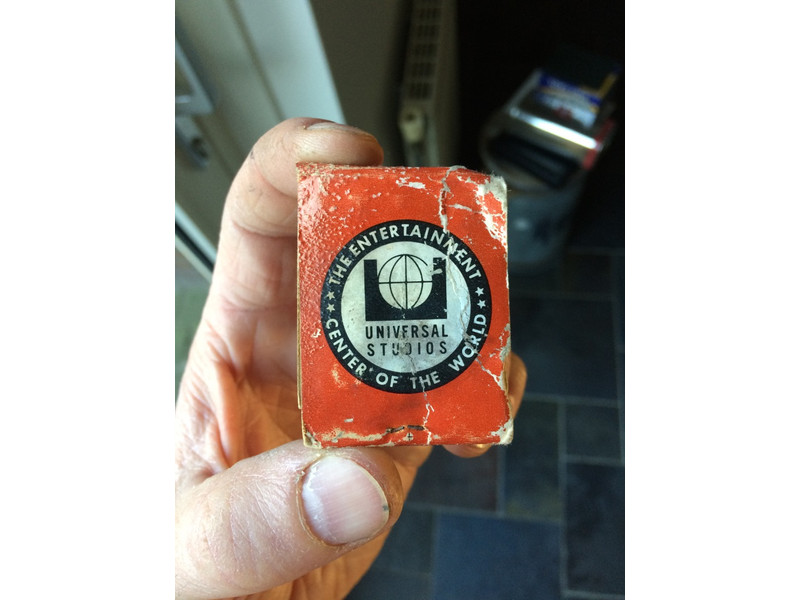 ★★ THE ENTERTAINMENT ★★
CENTER OF THE WORLD
UNIVERSAL
STUDIOS